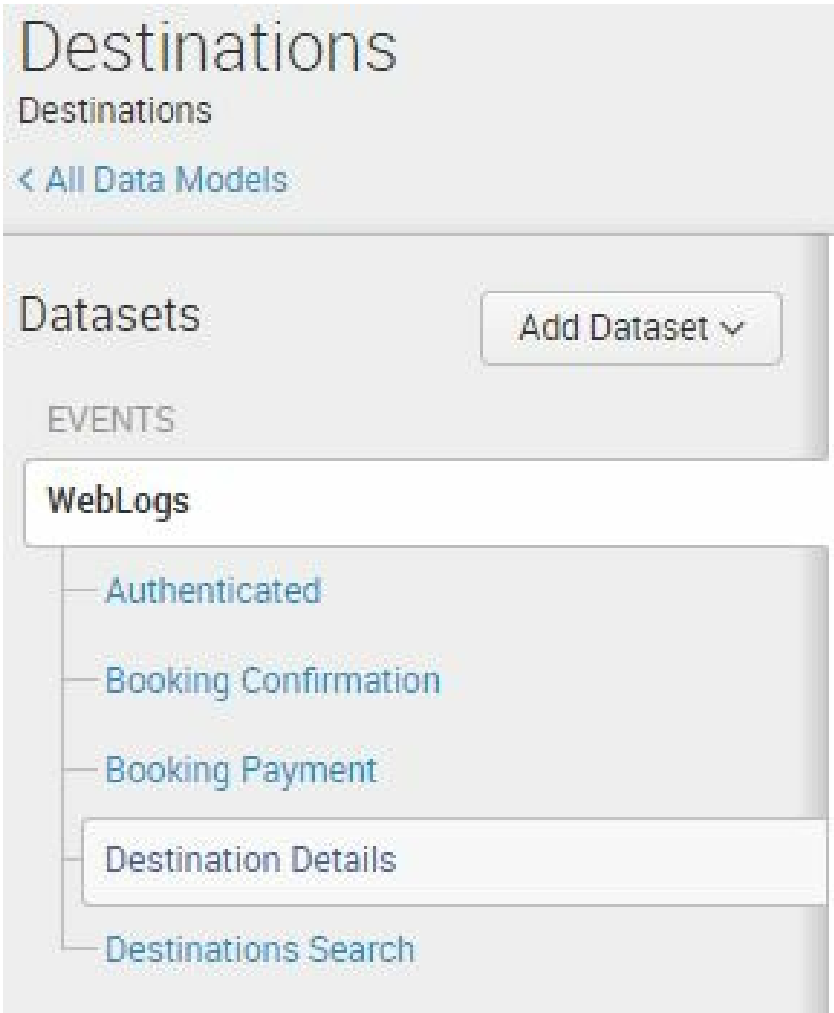 Destinations
Destinations
< All Data Models
Datasets
Add Dataset
EVENTS
WebLogs
Authenticated
Booking Confirmation
Booking Payment
Destination Details
Destinations Search